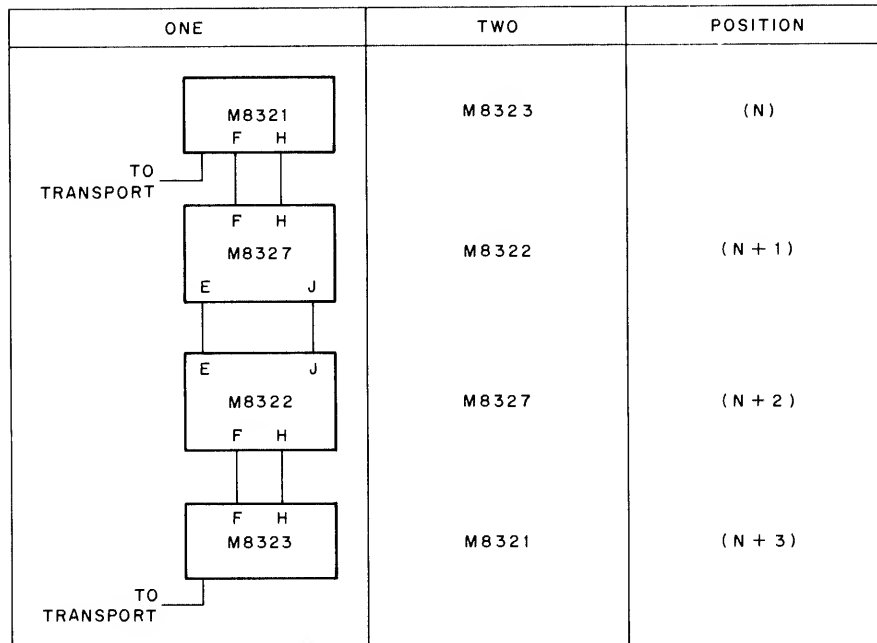 ONE TWO POSITION
M8321 M8323 (N)
F H
TO
TRANSPORT
F H
M8327 M8322 (N + 1)
E J
E J
M8322 M8327 (N + 2)
F H
F H
M8323 M8321 (N + 3)
TO
TRANSPORT